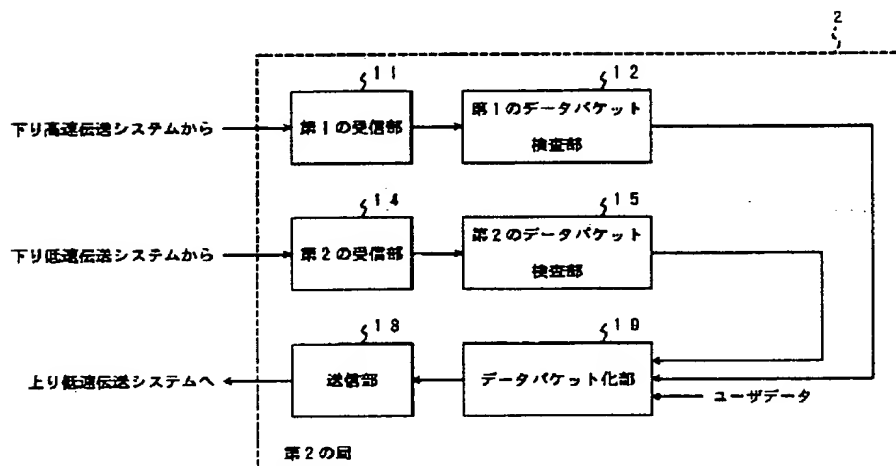 2
１１
１２
下り高速伝送システムから
第１の受信部
第１のデータパケット
検査部
１４
１５
下り低速伝送システムから
第２の受信部
第２のデータパケット
検査部
１８
１９
上り低速伝送システムへ
送信部
データパケット化部
ユーザデータ
第２の局